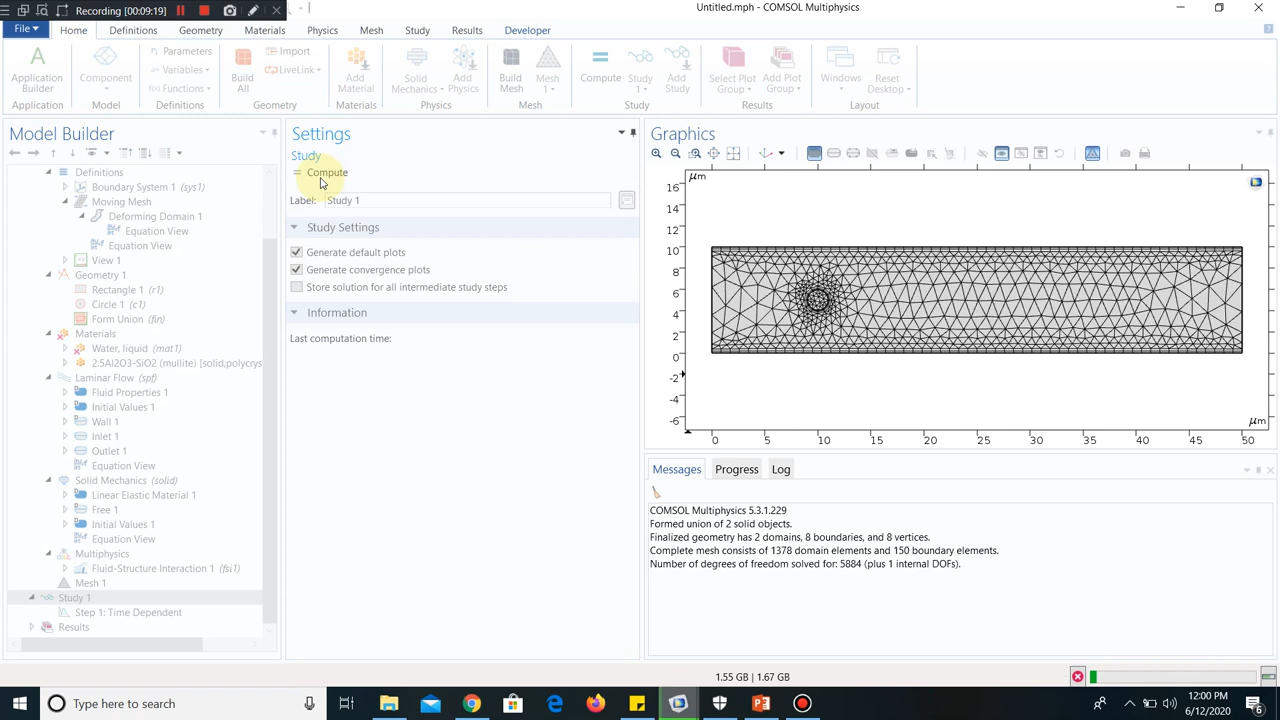 Recording [00:09:19]
Untitled.mph - COMSOL Multiphysics
File Home Definitions Geometry Materials Physics Mesh Study Results Developer
Application Builder
Component
Parameters
Variables
Functions
Build All
Import
LiveLink
Add Material
Solid Mechanics
Add Physics
Build Mesh
Mesh 1
Compute
Study 1
Add Study
Select Plot Group
Add Plot Group
Windows
Reset Desktop
Application Model Definitions Geometry Materials Physics Mesh Study Results Layout
Model Builder
Definitions
Boundary System 1 (sys1)
Moving Mesh
Deforming Domain 1
Equation View
Equation View
View 1
Geometry 1
Rectangle 1 (r1)
Circle 1 (c1)
Form Union (fin)
Materials
Water, liquid (mat1)
2.5Al2O3-SiO2 (mullite) [solid,polycrys
Laminar Flow (spf)
Fluid Properties 1
Initial Values 1
Wall 1
Inlet 1
Outlet 1
Equation View
Solid Mechanics (solid)
Linear Elastic Material 1
Free 1
Initial Values 1
Equation View
Multiphysics
Fluid-Structure Interaction 1 (fsi1)
Mesh 1
Study 1
Step 1: Time Dependent
Results
Settings
Study
= Compute
Label: Study 1
Study Settings
Generate default plots
Generate convergence plots
Store solution for all intermediate study steps
Information
Last computation time:
Graphics
μm
16
14
12
10
8
6
4
2
0
-2
-4
-6
μm
0 5 10 15 20 25 30 35 40 45 50
Messages Progress Log
COMSOL Multiphysics 5.3.1.229
Formed union of 2 solid objects.
Finalized geometry has 2 domains, 8 boundaries, and 8 vertices.
Complete mesh consists of 1378 domain elements and 150 boundary elements.
Number of degrees of freedom solved for: 5884 (plus 1 internal DOFs).
1.55 GB | 1.67 GB
Type here to search
12:00 PM
6/12/2020
6